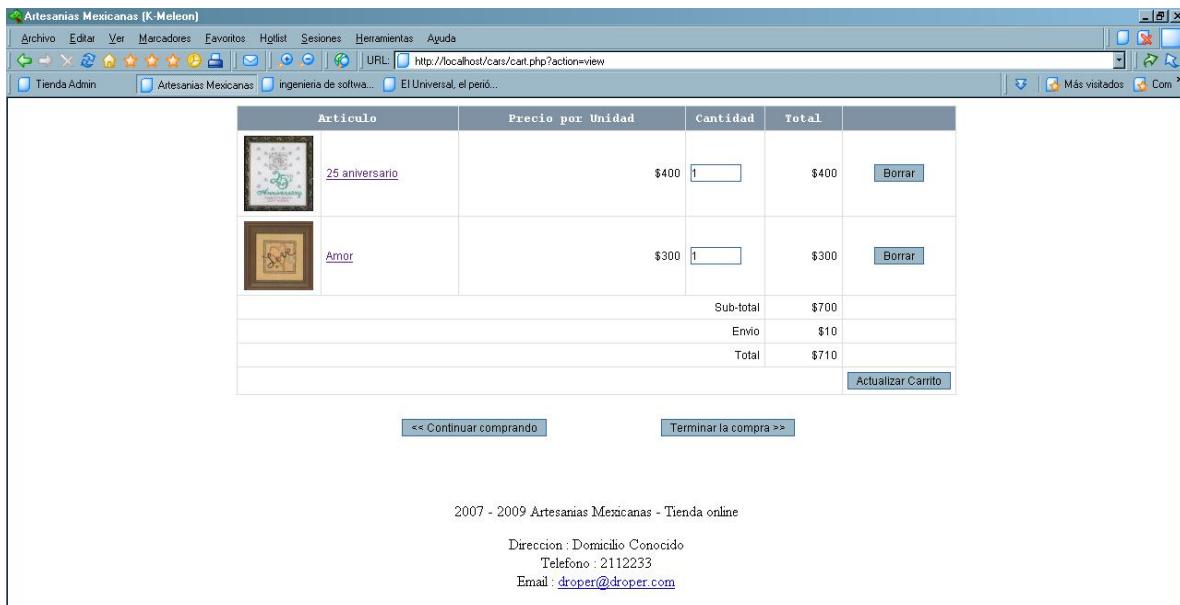 Artesanias Mexicanas (K-Meleon)
Archivo Editar Ver Marcadores Favoritos Hotlist Sesiones Herramientas Ayuda
URL: http://localhost/cars/cart.php?action=view
Tienda Admin Artesanias Mexicanas ingenieria de softwa... El Universal, el perió... Más visitados Com
Articulo Precio por Unidad Cantidad Total
25 aniversario $400 1 $400 Borrar
Amor $300 1 $300 Borrar
Sub-total $700
Envio $10
Total $710
Actualizar Carrito
<< Continuar comprando Terminar la compra >>
2007 - 2009 Artesanias Mexicanas - Tienda online
Direccion : Domicilio Conocido
Telefono : 2112233
Email : droper@droper.com